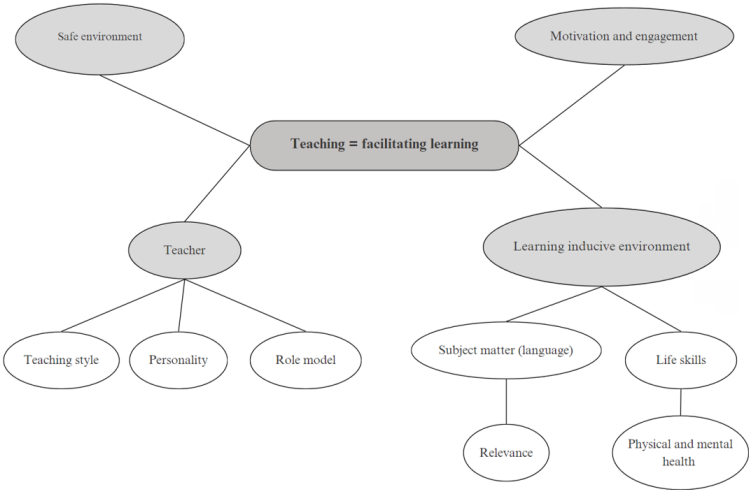 Safe environment
Motivation and engagement
Teaching = facilitating learning
Teacher
Learning inducive environment
Teaching style
Personality
Role model
Subject matter (language)
Life skills
Relevance
Physical and mental
health